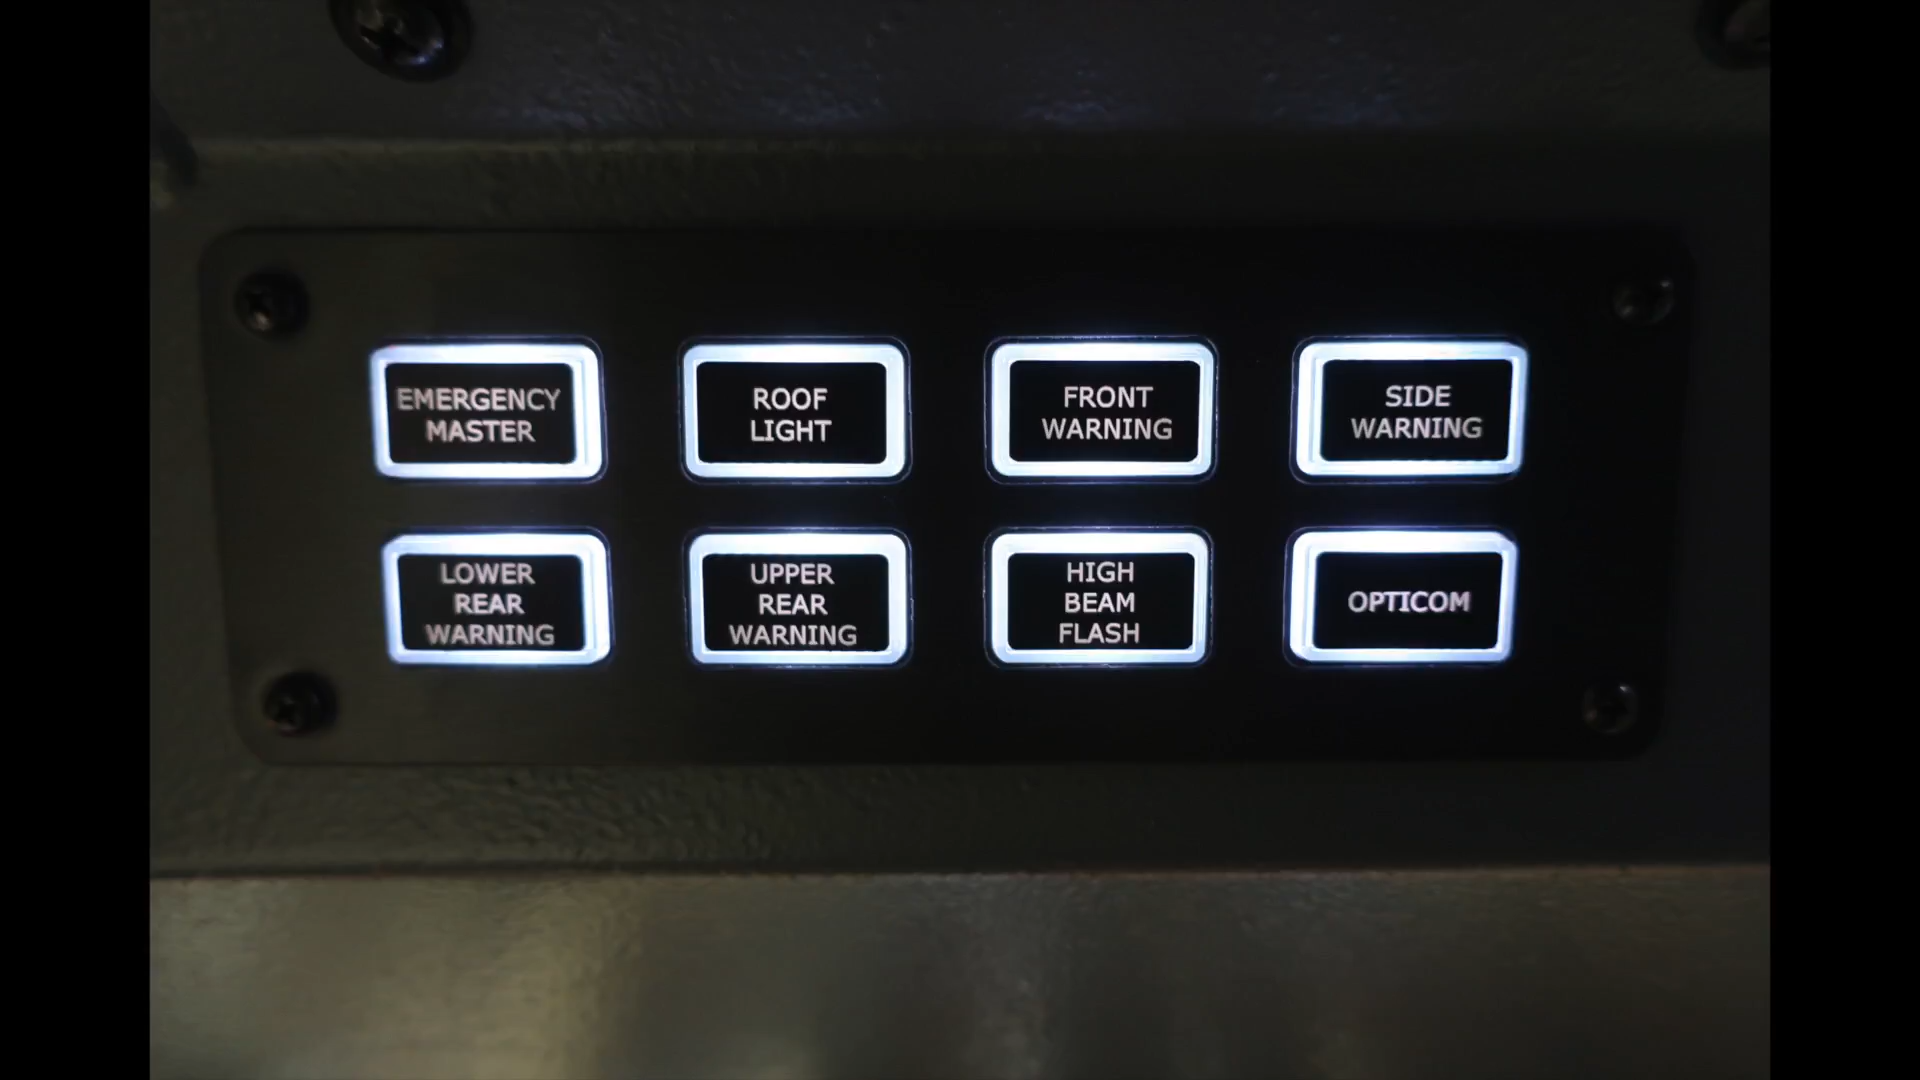 EMERGENCY
MASTER
ROOF
LIGHT
FRONT
WARNING
SIDE
WARNING
LOWER
REAR
WARNING
UPPER
REAR
WARNING
HIGH
BEAM
FLASH
OPTICOM